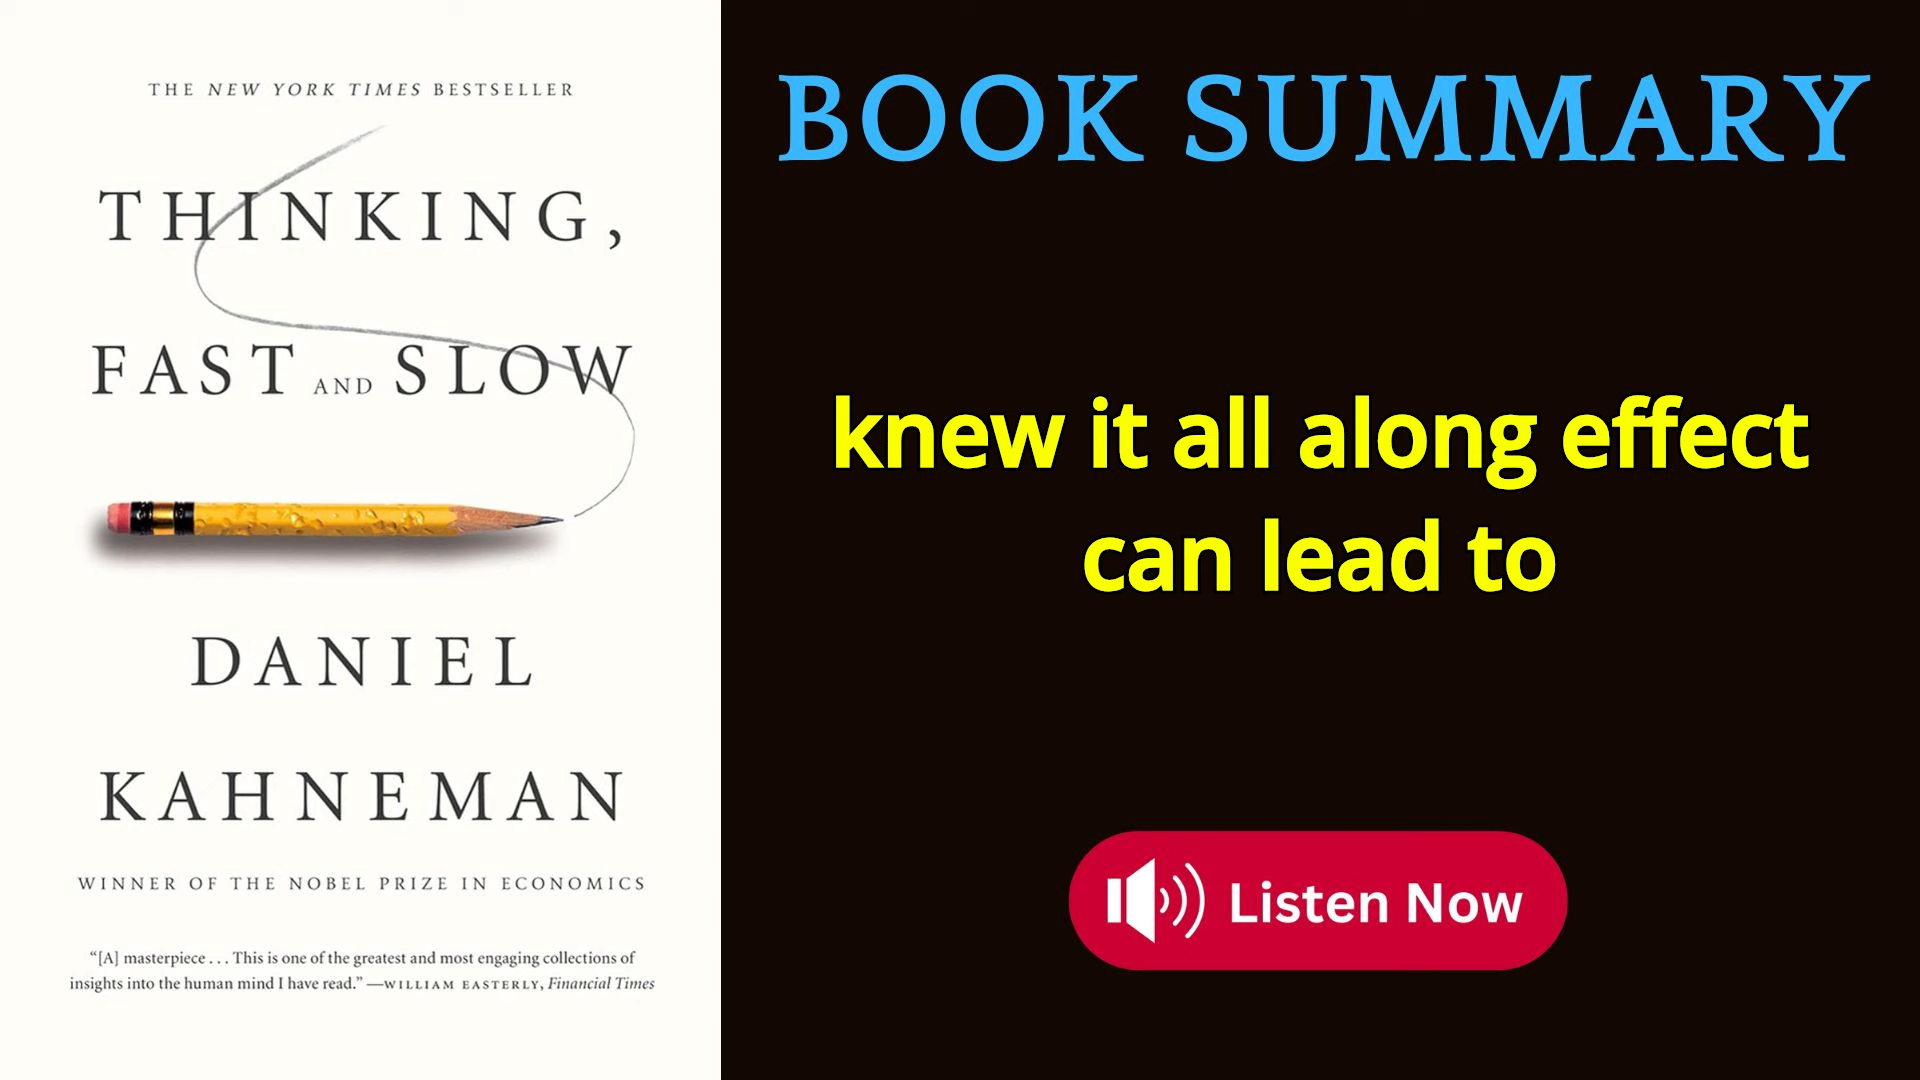 THE NEW YORK TIMES BESTSELLER
THINKING,
FAST AND SLOW
DANIEL
KAHNEMAN
WINNER OF THE NOBEL PRIZE IN ECONOMICS
“[A] masterpiece . . . This is one of the greatest and most engaging collections of
insights into the human mind I have read.” —WILLIAM EASTERLY, Financial Times
BOOK SUMMARY
knew it all along effect
can lead to
Listen Now